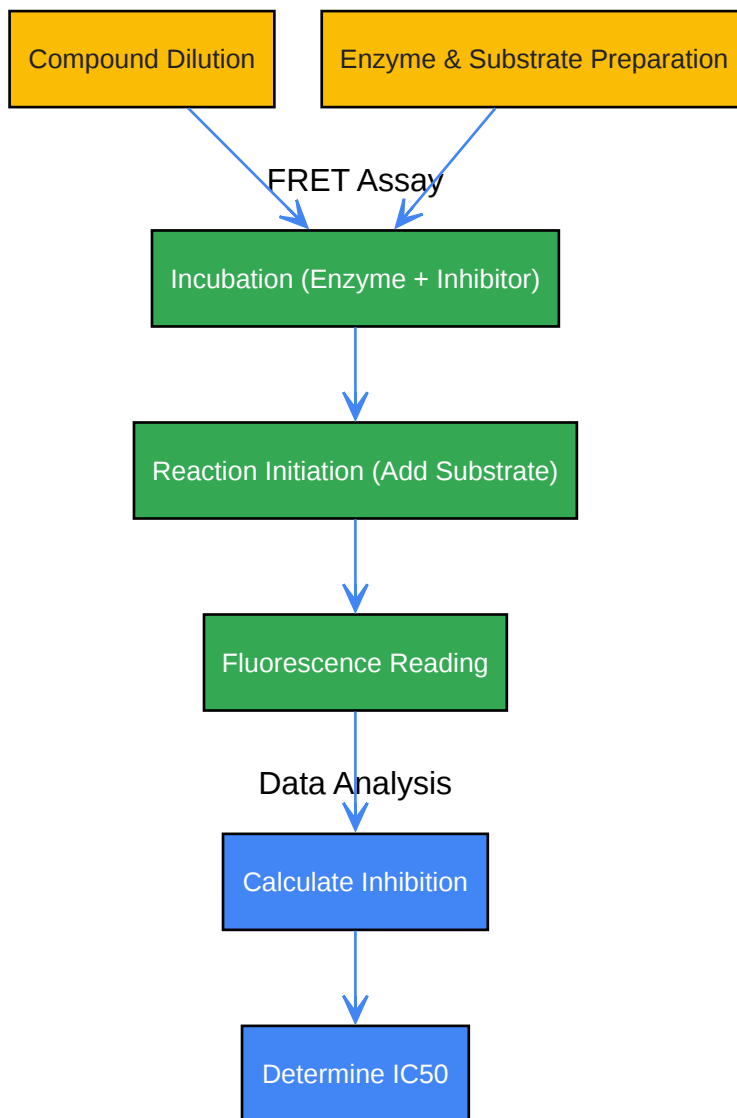 Compound Dilution
Enzyme & Substrate Preparation
FRET Assay
Incubation (Enzyme + Inhibitor)
Reaction Initiation (Add Substrate)
Fluorescence Reading
Data Analysis
Calculate Inhibition
Determine IC50